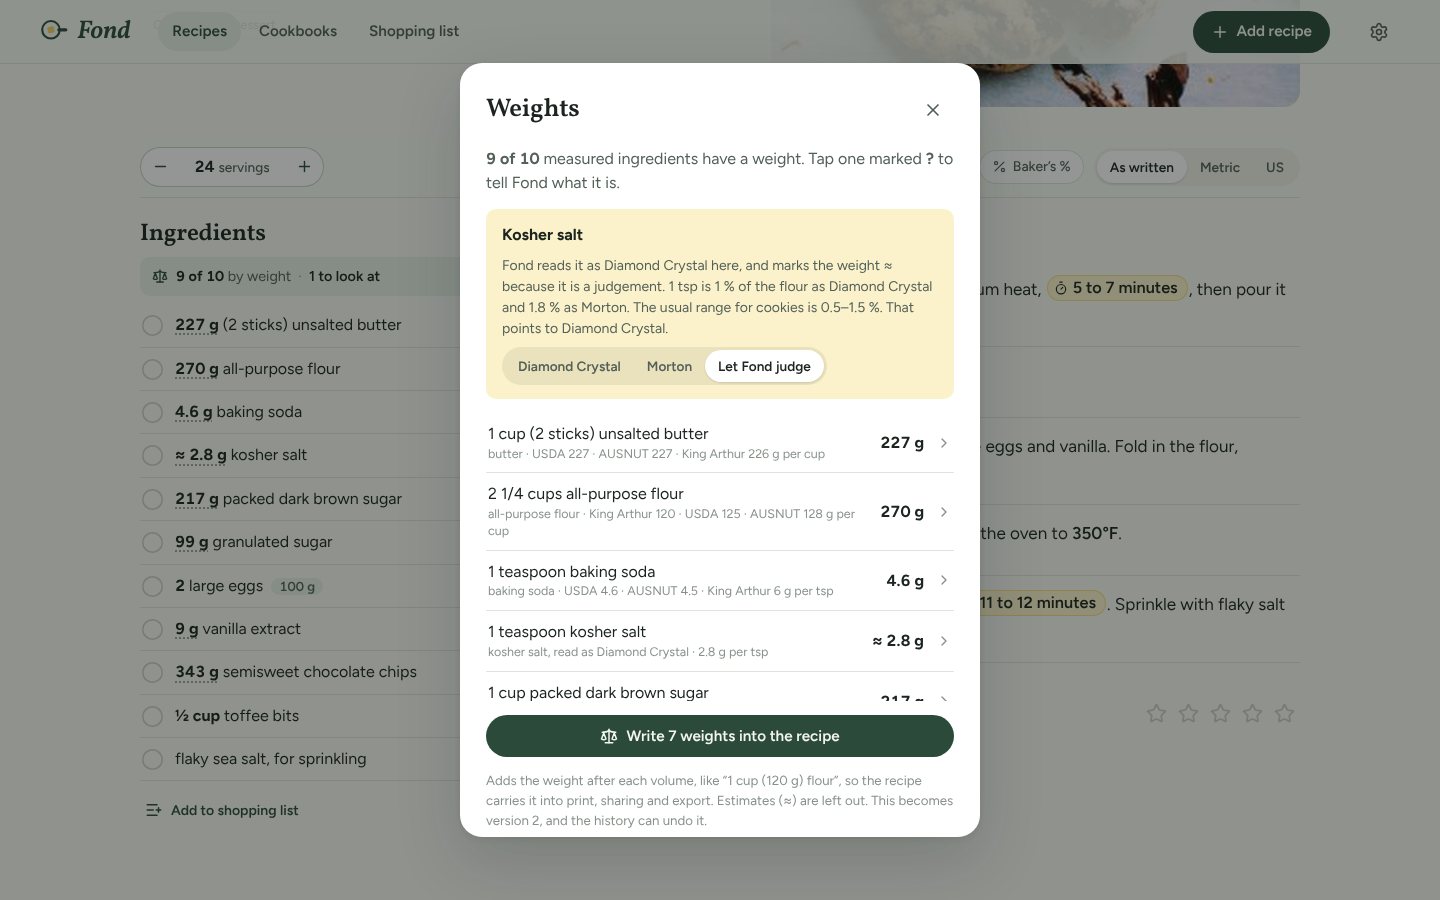 Fond
Recipes
Cookbooks
Shopping list
Add recipe
24 servings
Baker's %
As written
Metric
US
Ingredients
9 of 10 by weight · 1 to look at
227 g (2 sticks) unsalted butter
270 g all-purpose flour
4.6 g baking soda
≈ 2.8 g kosher salt
217 g packed dark brown sugar
99 g granulated sugar
2 large eggs 100 g
9 g vanilla extract
343 g semisweet chocolate chips
½ cup toffee bits
flaky sea salt, for sprinkling
Add to shopping list
Weights
9 of 10 measured ingredients have a weight. Tap one marked ? to
tell Fond what it is.
Kosher salt
Fond reads it as Diamond Crystal here, and marks the weight ≈
because it is a judgement. 1 tsp is 1 % of the flour as Diamond Crystal
and 1.8 % as Morton. The usual range for cookies is 0.5–1.5 %. That
points to Diamond Crystal.
Diamond Crystal
Morton
Let Fond judge
1 cup (2 sticks) unsalted butter
butter · USDA 227 · AUSNUT 227 · King Arthur 226 g per cup
227 g
2 1/4 cups all-purpose flour
all-purpose flour · King Arthur 120 · USDA 125 · AUSNUT 128 g per
cup
270 g
1 teaspoon baking soda
baking soda · USDA 4.6 · AUSNUT 4.5 · King Arthur 6 g per tsp
4.6 g
1 teaspoon kosher salt
kosher salt, read as Diamond Crystal · 2.8 g per tsp
≈ 2.8 g
1 cup packed dark brown sugar
217 g
Write 7 weights into the recipe
Adds the weight after each volume, like “1 cup (120 g) flour”, so the recipe
carries it into print, sharing and export. Estimates (≈) are left out. This becomes
version 2, and the history can undo it.
heat, 5 to 7 minutes, then pour it
eggs and vanilla. Fold in the flour,
the oven to 350°F.
11 to 12 minutes. Sprinkle with flaky salt